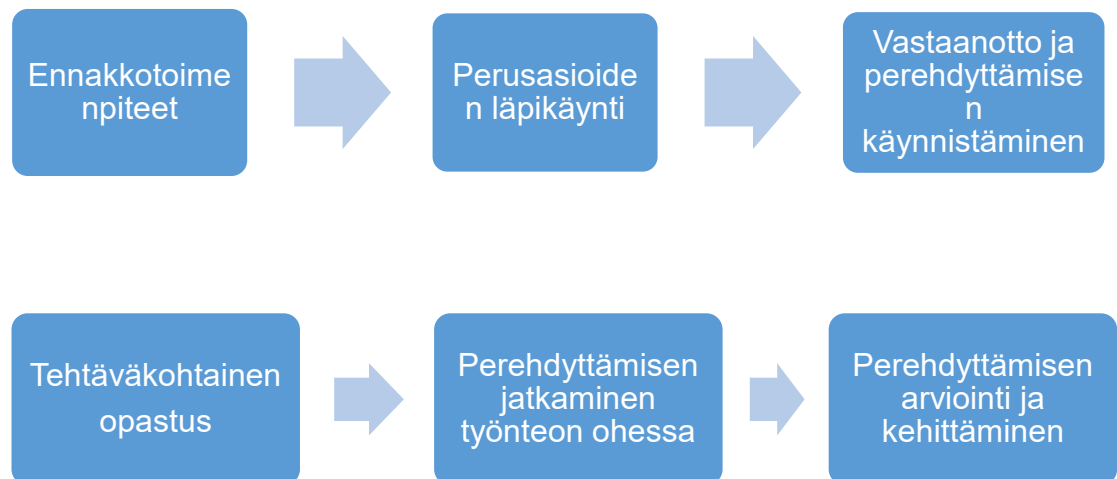 Ennakkotoime
npiteet
Perusasioide
n läpikäynti
Vastaanotto ja
perehdyttämise
n
käynnistäminen
Tehtäväkohtainen
opastus
Perehdyttämisen
jatkaminen
työnteon ohessa
Perehdyttämisen
arviointi ja
kehittäminen